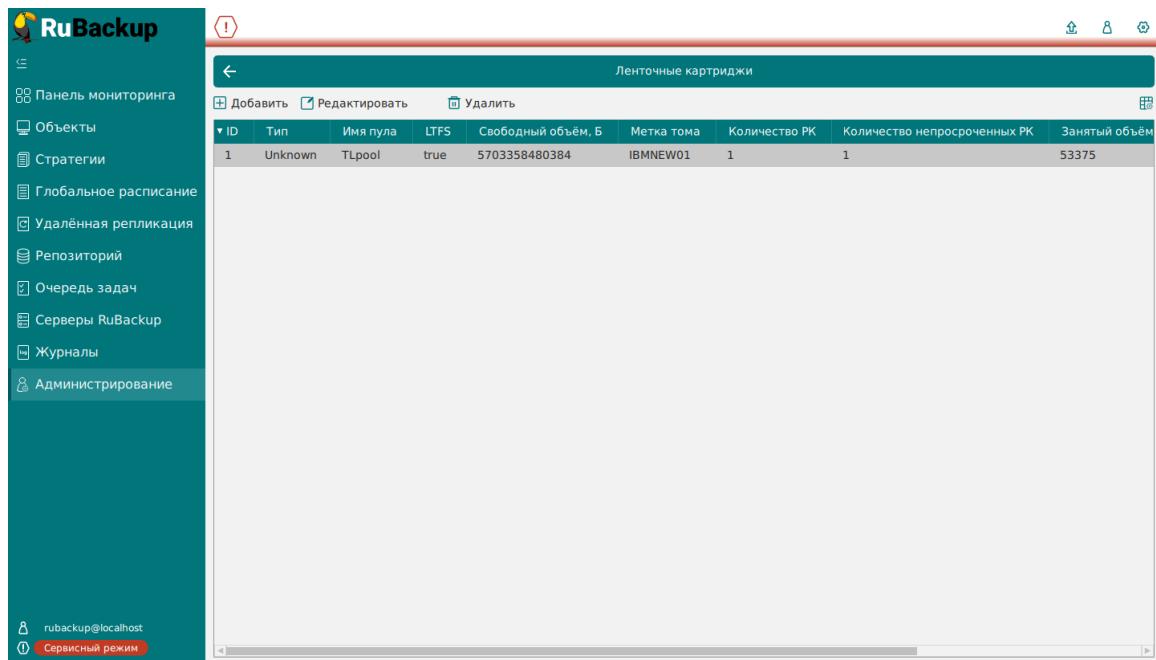 RuBackup
Ленточные картриджи
Панель мониторинга
Объекты
Стратегии
Глобальное расписание
Удалённая репликация
Репозиторий
Очередь задач
Серверы RuBackup
Журналы
Администрирование
Добавить Редактировать Удалить
ID Тип Имя пула LTFS Свободный объём, Б Метка тома Количество РК Количество непросроченных РК Занятый объём
1 Unknown TLpool true 5703358480384 IBMNEW01 1 1 53375
rubackup@localhost
Сервисный режим